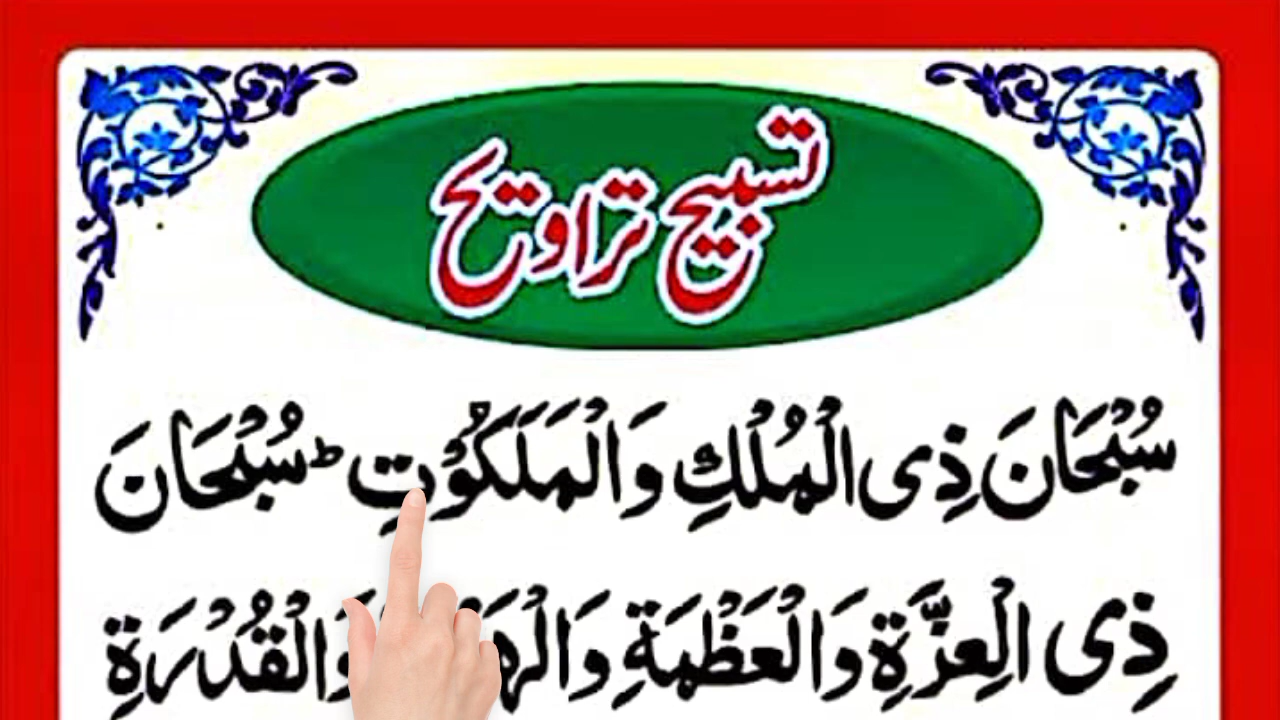 تسبیح تراویح
سُبْحَانَ ذِی الْمُلْكِ وَالْمَلَكُوْتِ ؕ سُبْحَانَ
ذِی الْعِزَّةِ وَالْعَظْمَةِ وَالْقُدْرَةِ